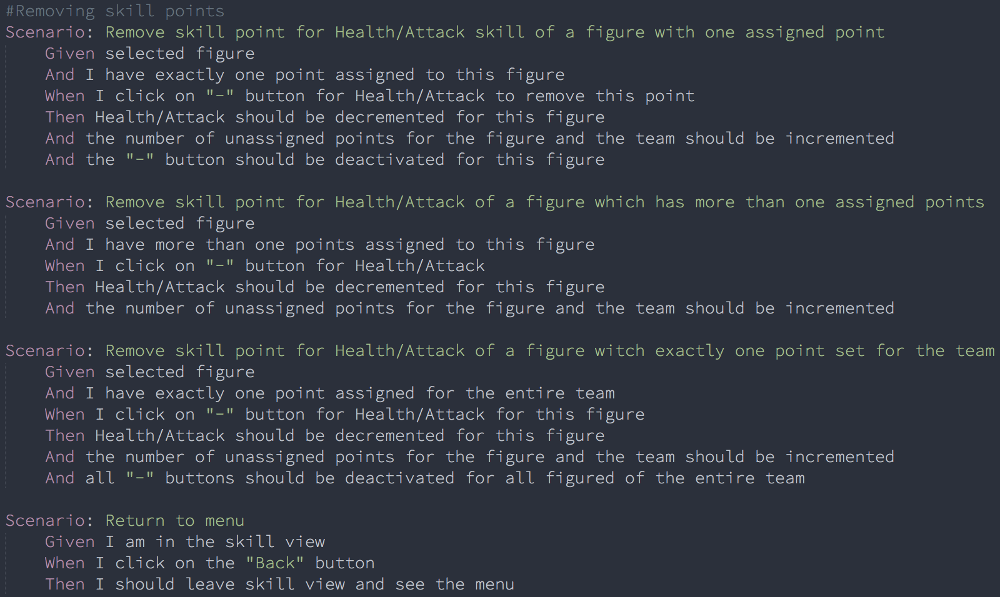 #Removing skill points
Scenario: Remove skill point for Health/Attack skill of a figure with one assigned point
Given selected figure
And I have exactly one point assigned to this figure
When I click on "-" button for Health/Attack to remove this point
Then Health/Attack should be decremented for this figure
And the number of unassigned points for the figure and the team should be incremented
And the "-" button should be deactivated for this figure
Scenario: Remove skill point for Health/Attack of a figure which has more than one assigned points
Given selected figure
And I have more than one points assigned to this figure
When I click on "-" button for Health/Attack
Then Health/Attack should be decremented for this figure
And the number of unassigned points for the figure and the team should be incremented
Scenario: Remove skill point for Health/Attack of a figure witch exactly one point set for the team
Given selected figure
And I have exactly one point assigned for the entire team
When I click on "-" button for Health/Attack for this figure
Then Health/Attack should be decremented for this figure
And the number of unassigned points for the figure and the team should be incremented
And all "-" buttons should be deactivated for all figured of the entire team
Scenario: Return to menu
Given I am in the skill view
When I click on the "Back" button
Then I should leave skill view and see the menu